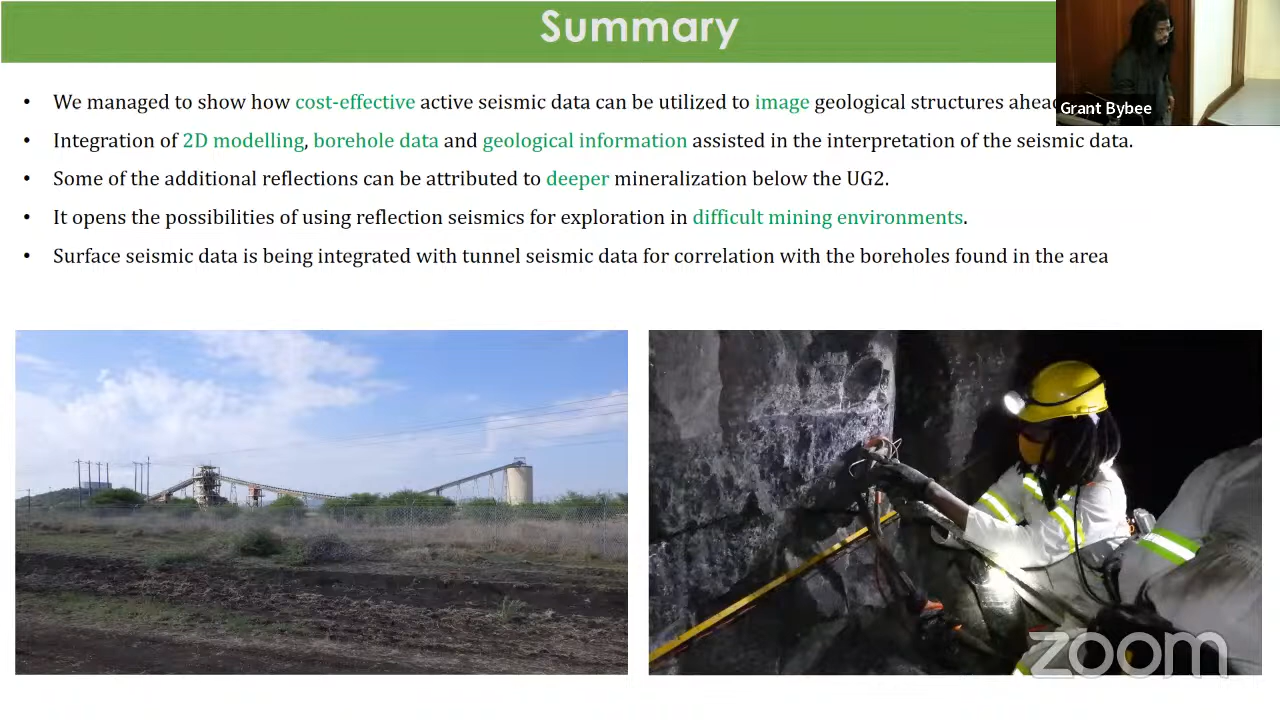 Summary
• We managed to show how cost-effective active seismic data can be utilized to image geological structures
Grant Bybee
• Integration of 2D modelling, borehole data and geological information assisted in the interpretation of the seismic data.
• Some of the additional reflections can be attributed to deeper mineralization below the UG2.
• It opens the possibilities of using reflection seismics for exploration in difficult mining environments.
• Surface seismic data is being integrated with tunnel seismic data for correlation with the boreholes found in the area
zoom